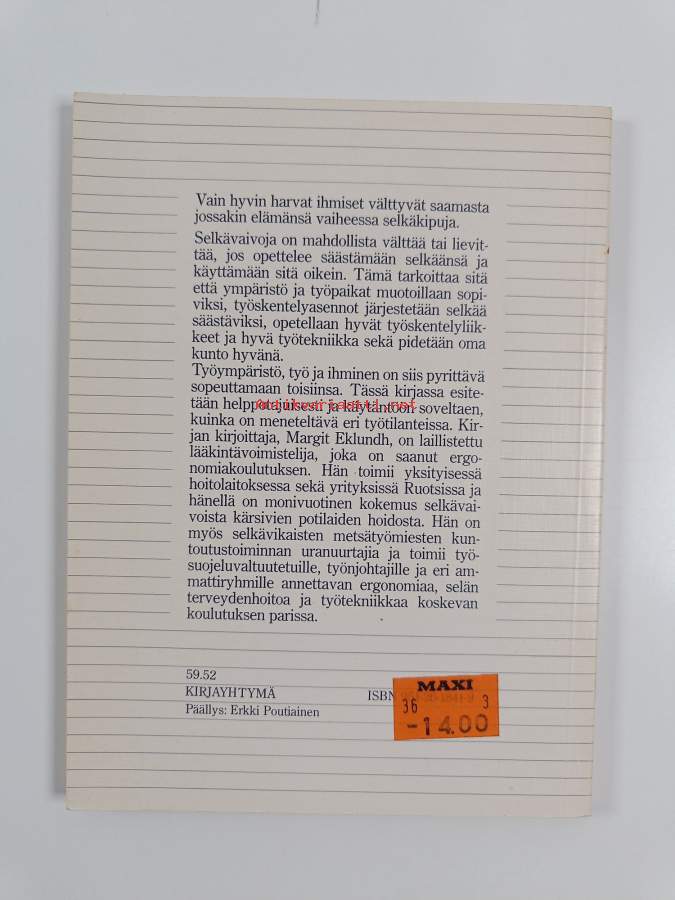 Vain hyvin harvat ihmiset välttyvät saamasta
jossakin elämänsä vaiheessa selkäkipuja.
Selkävaivoja on mahdollista välttää tai lievit-
tää, jos opettelee säästämään selkäänsä ja
käyttämään sitä oikein. Tämä tarkoittaa sitä
että ympäristö ja työpaikat muotoillaan sopi-
viksi, työskentelyasennot järjestetään selkää
säästäviksi, opetellaan hyvät työskentelyliik-
keet ja hyvä työtekniikka sekä pidetään oma
kunto hyvänä.
Työympäristö, työ ja ihminen on siis pyrittävä
sopeuttamaan toisiinsa. Tässä kirjassa esite-
tään helppotajuisesti ja käytäntöön soveltaen,
kuinka on meneteltävä eri työtilanteissa. Kir-
jan kirjoittaja, Margit Eklundh, on laillistettu
lääkintävoimistelija, joka on saanut ergo-
nomiakoulutuksen. Hän toimii yksityisessä
hoitolaitoksessa sekä yrityksissä Ruotsissa ja
hänellä on monivuotinen kokemus selkävai-
voista kärsivien potilaiden hoidosta. Hän on
myös selkävikaisten metsätyömiesten kun-
toutustoiminnan uranuurtajia ja toimii työ-
suojeluvaltuutetuille, työnjohtajille ja eri am-
mattiryhmille annettavan ergonomiaa, selän
terveydenhoitoa ja työtekniikkaa koskevan
koulutuksen parissa.
59.52
KIRJAYHTYMÄ
Päällys: Erkki Poutiainen
ISBN
MAXI
36 3
-14.00